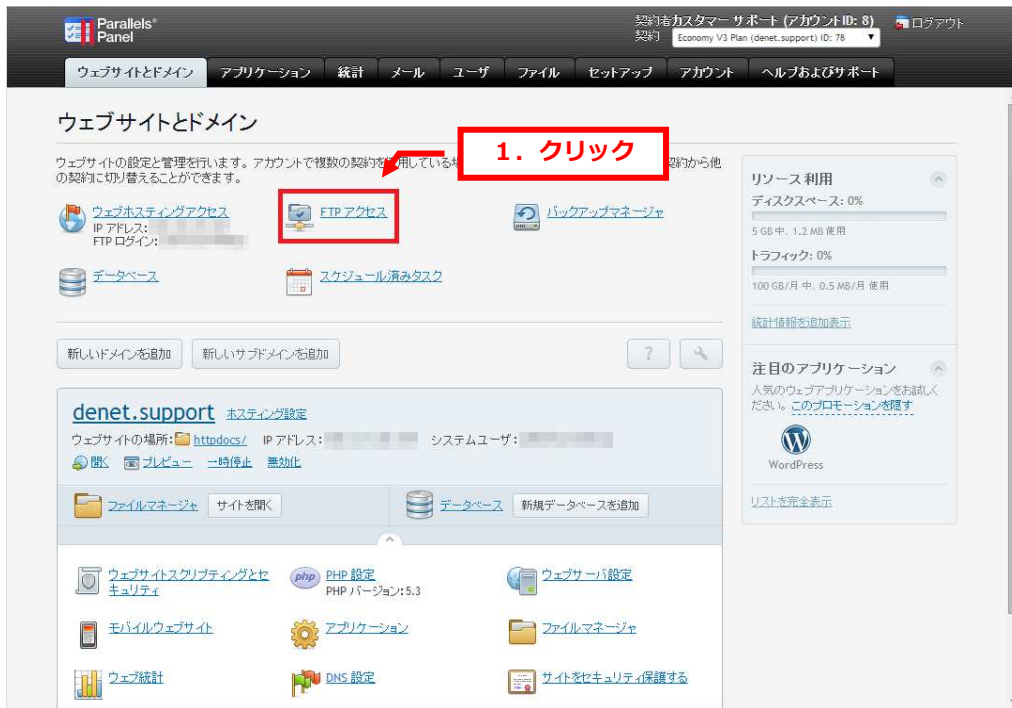 Parallels®
Panel
契約者カスタマー サポート (アカウント ID: 8)
ログアウト
契約
Economy V3 Plan (denet.support) ID: 78
ウェブサイトとドメイン アプリケーション 統計 メール ユーザ ファイル セットアップ アカウント ヘルプおよびサポート
ウェブサイトとドメイン
1．クリック
ウェブサイトの設定と管理を行います。アカウントで複数の契約を
用している場
契約から他
の契約に切り替えることができます。
ウェブホスティングアクセス
IP アドレス:
FTP ログイン:
FTP アクセス
バックアップマネージャ
データベース
スケジュール済みタスク
新しいドメインを追加
新しいサブドメインを追加
?
denet.support ホスティング設定
ウェブサイトの場所: httpdocs/ IP アドレス: システムユーザ:
開く プレビュー 一時停止 無効化
ファイルマネージャ サイトを開く
データベース 新規データベースを追加
ウェブサイトスクリプティングとセ
キュリティ
php
PHP 設定
PHP バージョン: 5.3
ウェブサーバ設定
モバイルウェブサイト
アプリケーション
ファイルマネージャ
ウェブ統計
DNS 設定
サイトをセキュリティ保護する
リソース利用
ディスクスペース: 0%
5 GB 中、1.2 MB 使用
トラフィック: 0%
100 GB/月 中、0.5 MB/月 使用
統計情報を追加表示
注目のアプリケーション
人気のウェブアプリケーションをお試しく
ださい。このプロモーションを隠す
WordPress
リストを完全表示